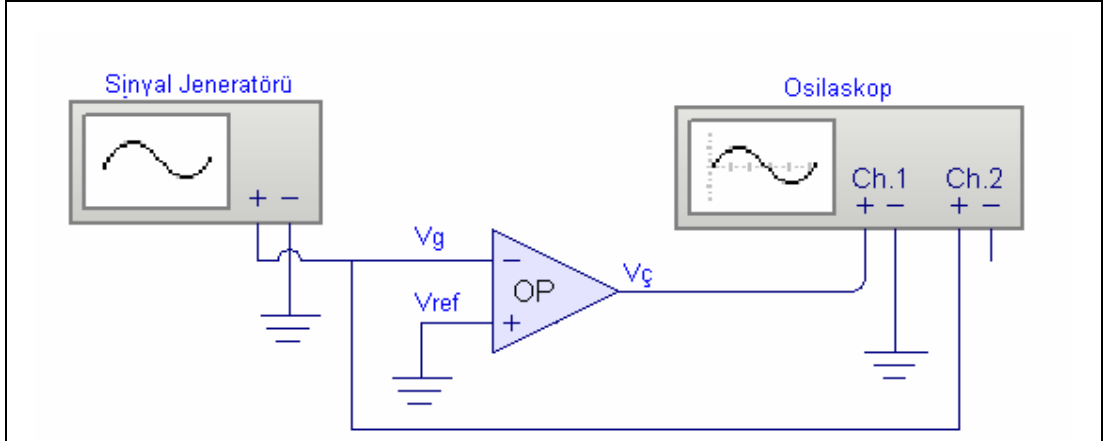 Sinyal Jeneratörü
Osilaskop
Ch.1 Ch.2
+ −
+ − + −
Vg
−
OP
Vç
Vref
+